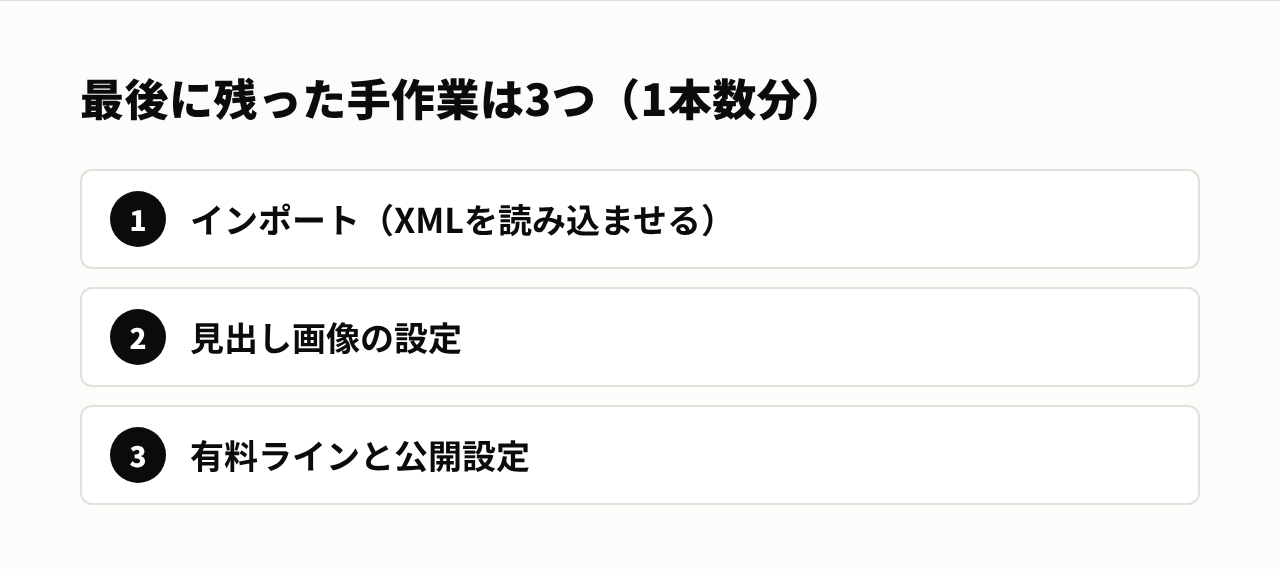 最後に残った手作業は3つ（1本数分）
1 インポート（XMLを読み込ませる）
2 見出し画像の設定
3 有料ラインと公開設定